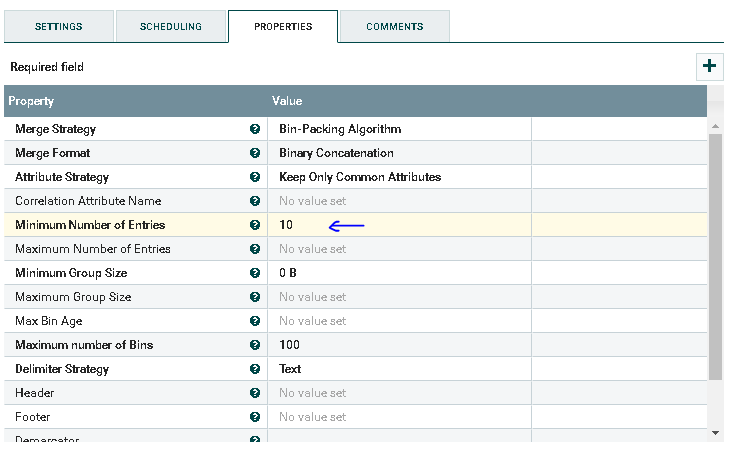 SETTINGS SCHEDULING PROPERTIES COMMENTS
Required field
Property Value
Merge Strategy Bin-Packing Algorithm
Merge Format Binary Concatenation
Attribute Strategy Keep Only Common Attributes
Correlation Attribute Name No value set
Minimum Number of Entries 10
Maximum Number of Entries No value set
Minimum Group Size 0 B
Maximum Group Size No value set
Max Bin Age No value set
Maximum number of Bins 100
Delimiter Strategy Text
Header No value set
Footer No value set
Demarcator